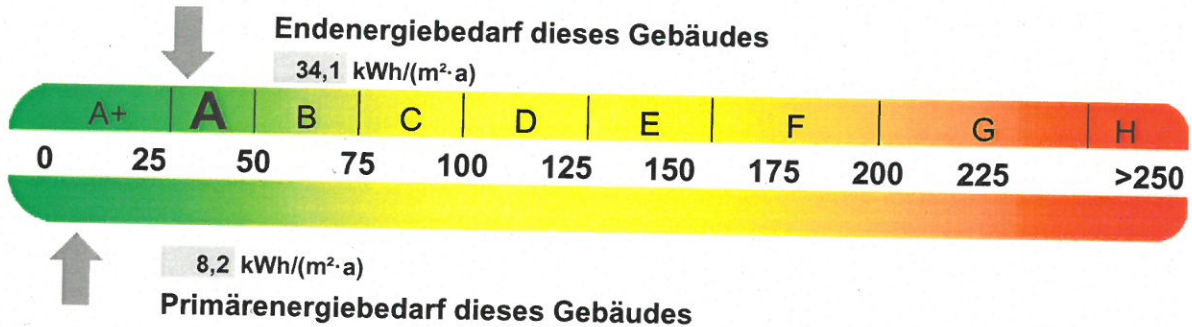 Endenergiebedarf dieses Gebäudes
34,1 kWh/(m²·a)
A+ A B C D E F G H
0 25 50 75 100 125 150 175 200 225 >250
8,2 kWh/(m²·a)
Primärenergiebedarf dieses Gebäudes